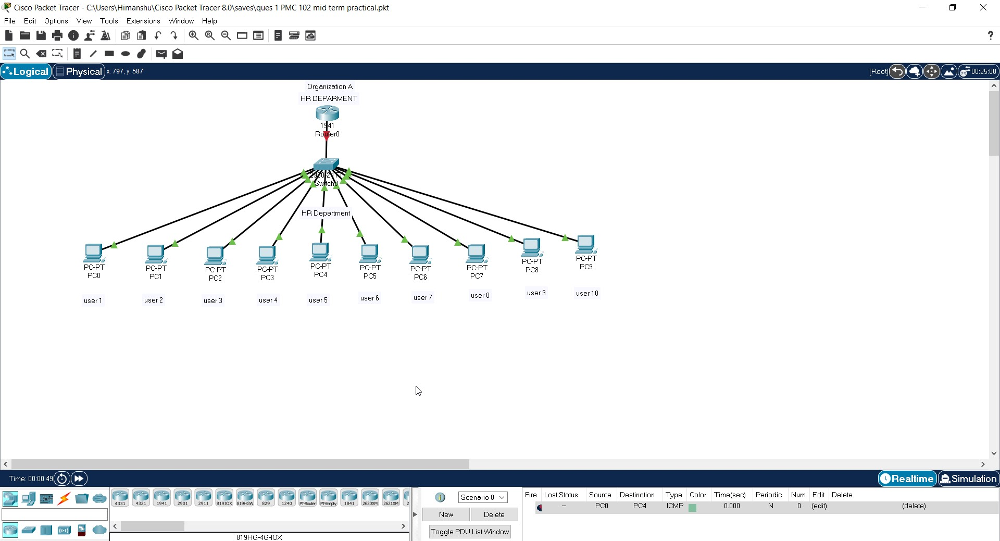 Cisco Packet Tracer - C:\Users\Himanshu\Cisco Packet Tracer 8.0\saves\ques 1 PMC 102 mid term practical.pkt
File Edit Options View Tools Extensions Window Help
?
Logical Physical x: 797, y: 587 [Root] 00:25:00
Organization A
HR DEPARMENT
1941
Router0
Switch0
HR Department
PC-PT PC-PT PC-PT PC-PT PC-PT PC-PT PC-PT PC-PT PC-PT PC-PT
PC0 PC1 PC2 PC3 PC4 PC5 PC6 PC7 PC8 PC9
user 1 user 2 user 3 user 4 user 5 user 6 user 7 user 8 user 9 user 10
Time: 00:00:49 Realtime Simulation
4331 4321 1941 2901 2911 819IOX 819HGW 829 1240 PT-Router PT-Empty 1841 2620XM 2621XM 2
819HG-4G-IOX
Scenario 0
New Delete
Toggle PDU List Window
Fire Last Status Source Destination Type Color Time(sec) Periodic Num Edit Delete
– PC0 PC4 ICMP 0.000 N 0 (edit) (delete)